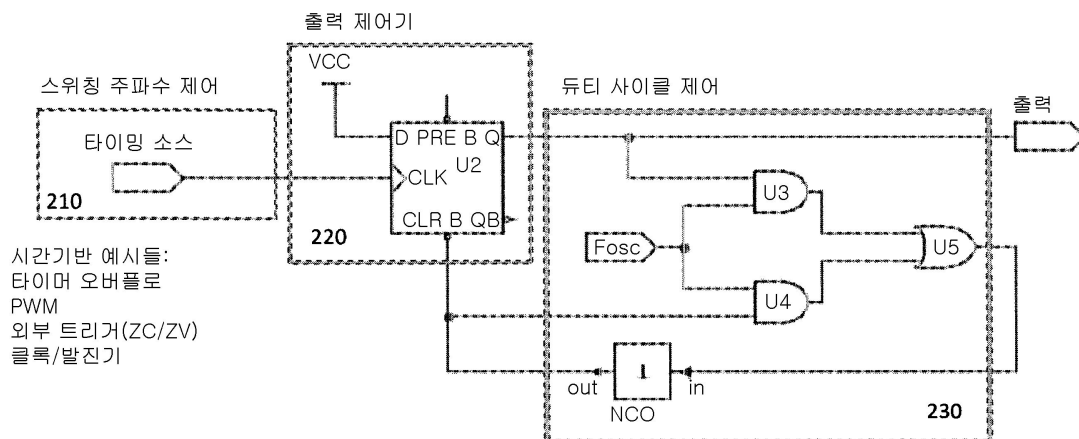 출력 제어기
스위칭 주파수 제어
VCC
듀티 사이클 제어
출력
타이밍 소스
D PRE B Q
U2
CLK
CLR B QB
210
220
U3
Fosc
U5
U4
시간기반 예시들:
타이머 오버플로
PWM
외부 트리거(ZC/ZV)
클록/발진기
out
1
in
NCO
230